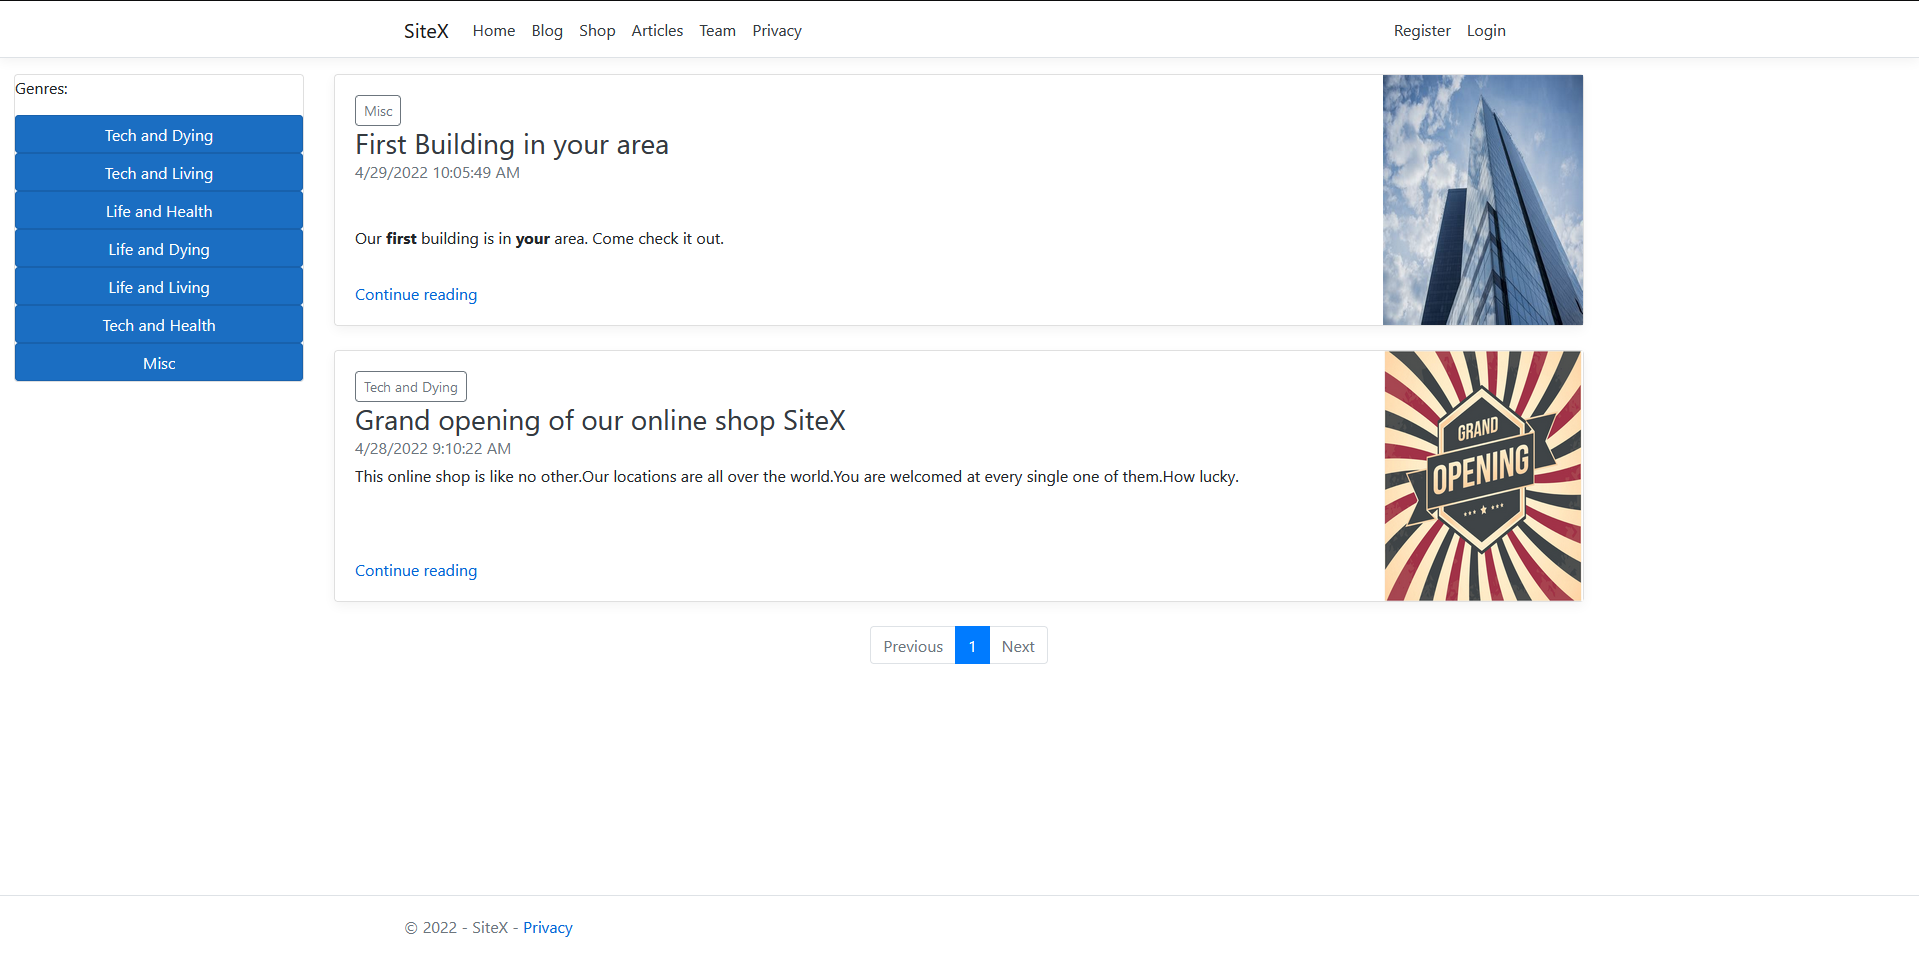 SiteX Home Blog Shop Articles Team Privacy Register Login
Genres:
Tech and Dying
Tech and Living
Life and Health
Life and Dying
Life and Living
Tech and Health
Misc
Misc
First Building in your area
4/29/2022 10:05:49 AM
Our first building is in your area. Come check it out.
Continue reading
Tech and Dying
Grand opening of our online shop SiteX
4/28/2022 9:10:22 AM
This online shop is like no other.Our locations are all over the world.You are welcomed at every single one of them.How lucky.
Continue reading
GRAND
OPENING
Previous 1 Next
© 2022 - SiteX - Privacy